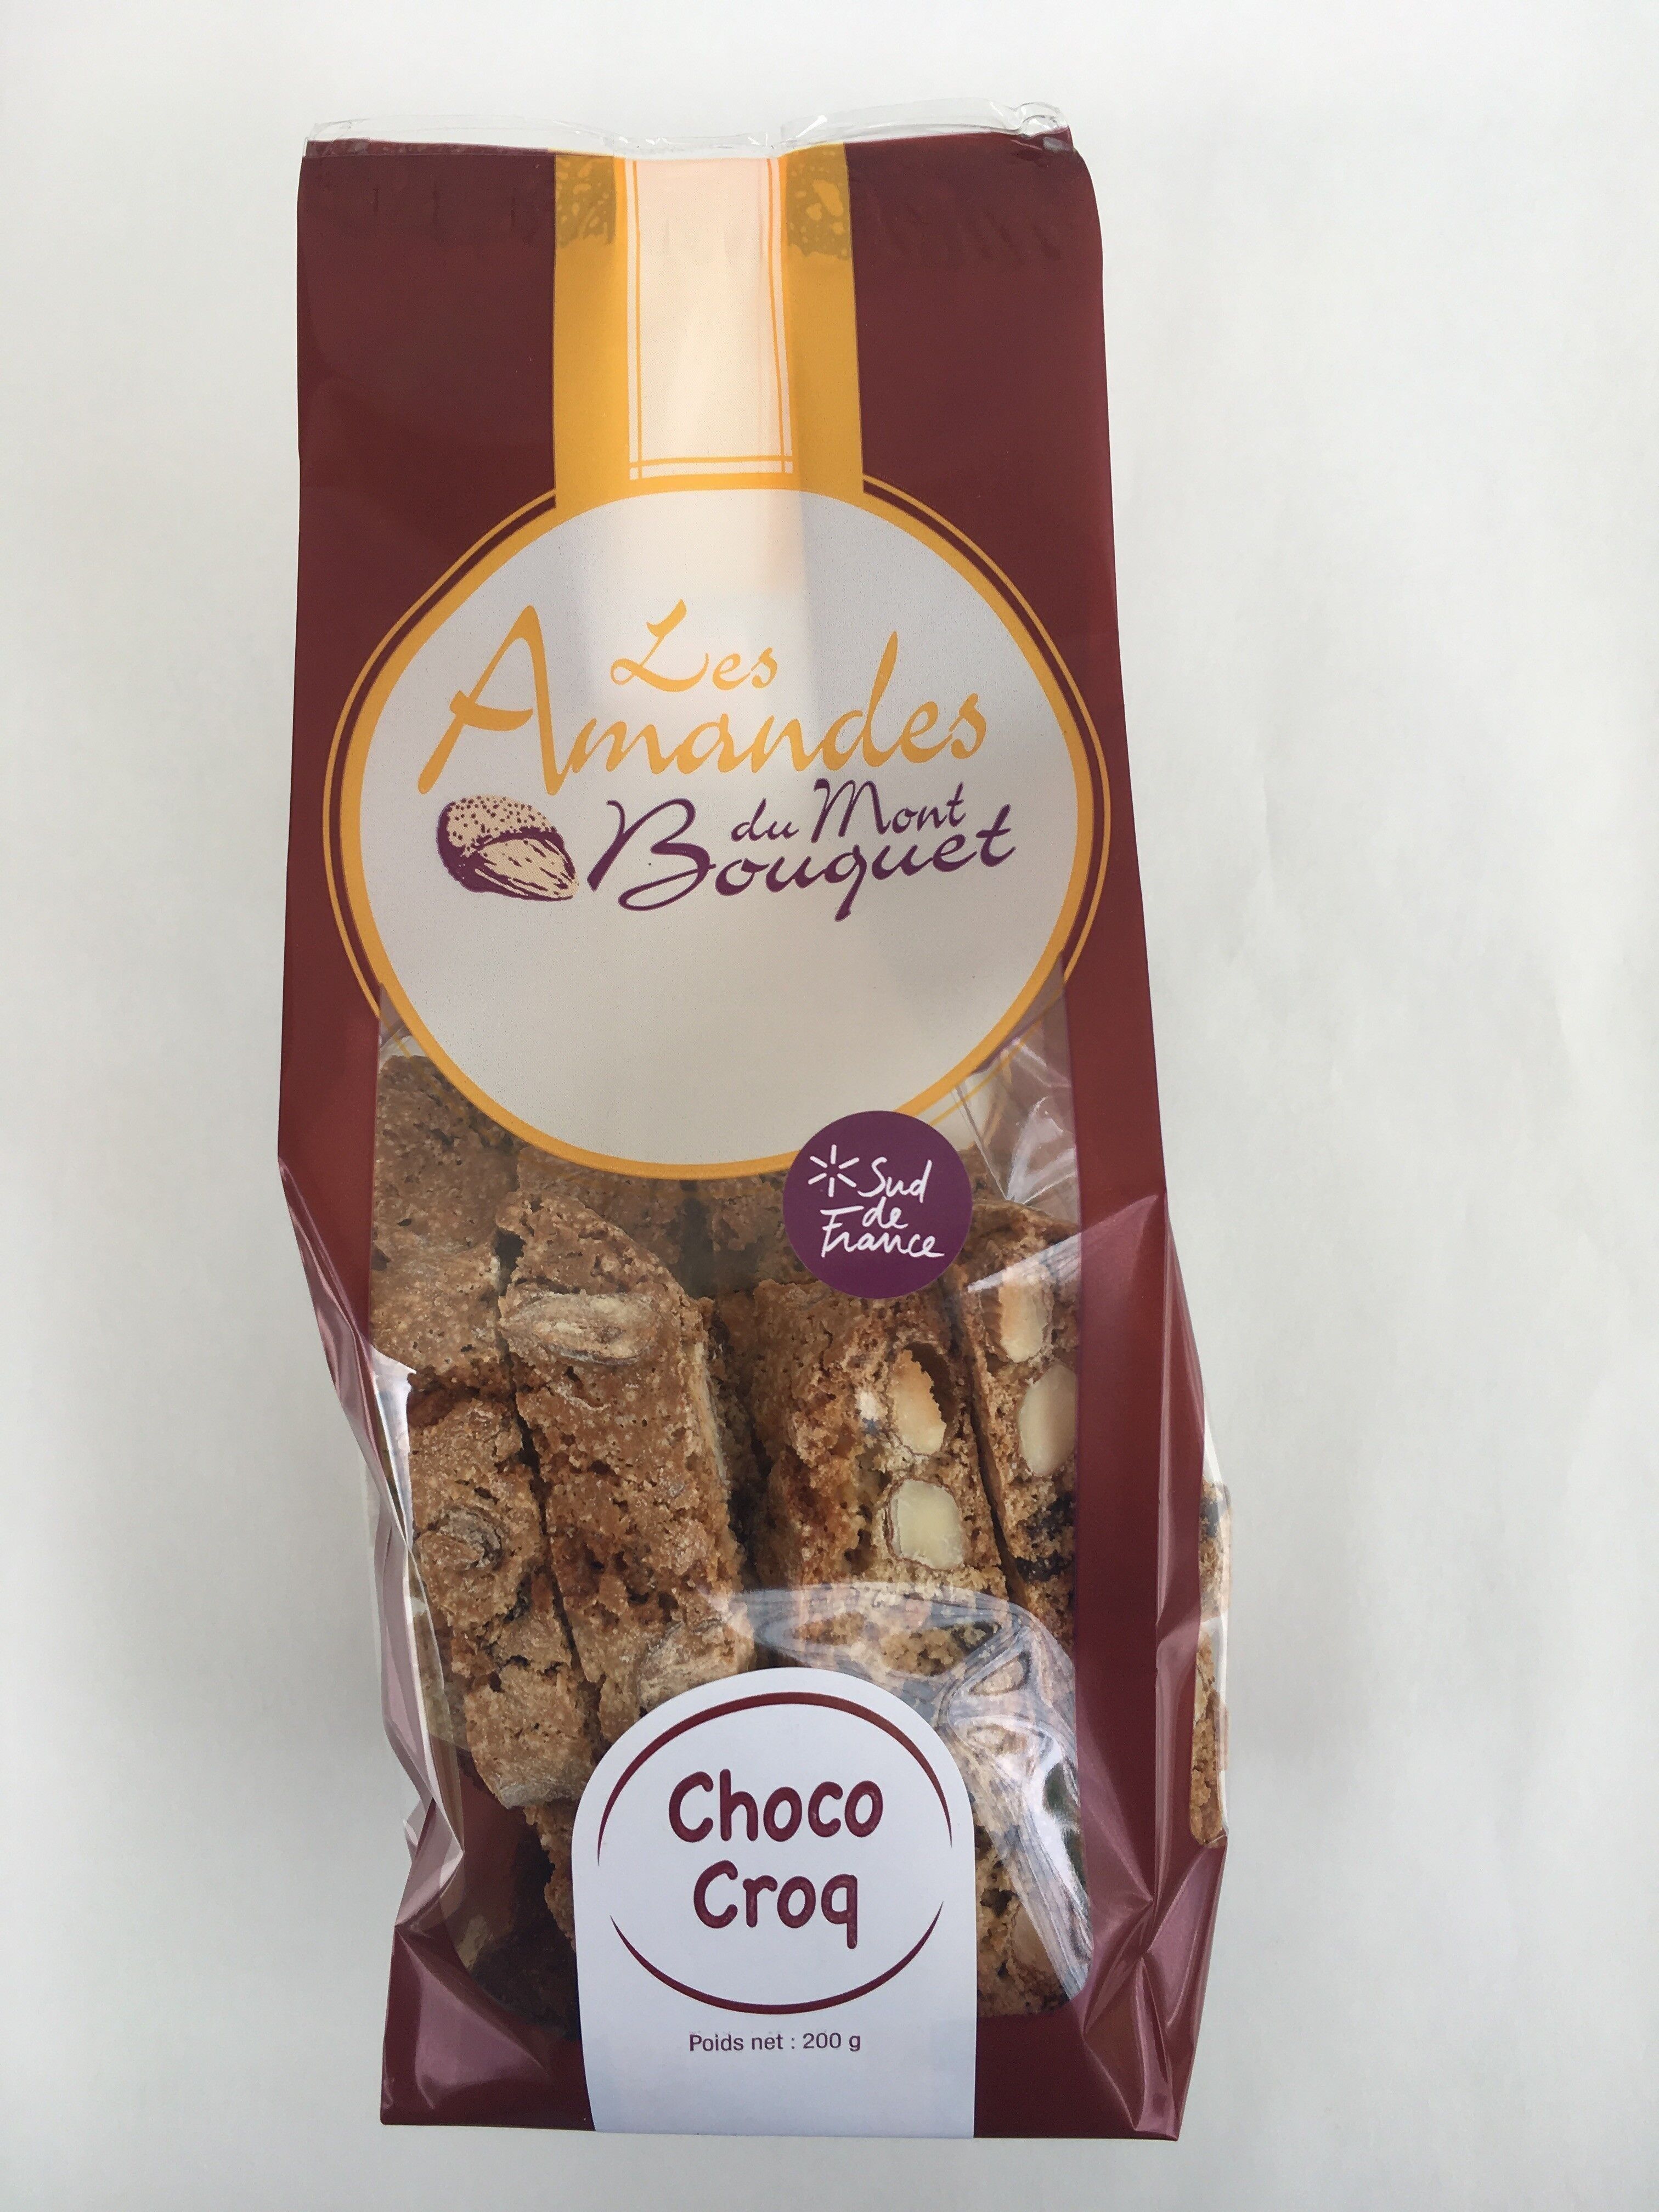 Les
Amandes
du Mont
Bouquet
Sud
de
France
Choco
Croq
Poids net : 200 g